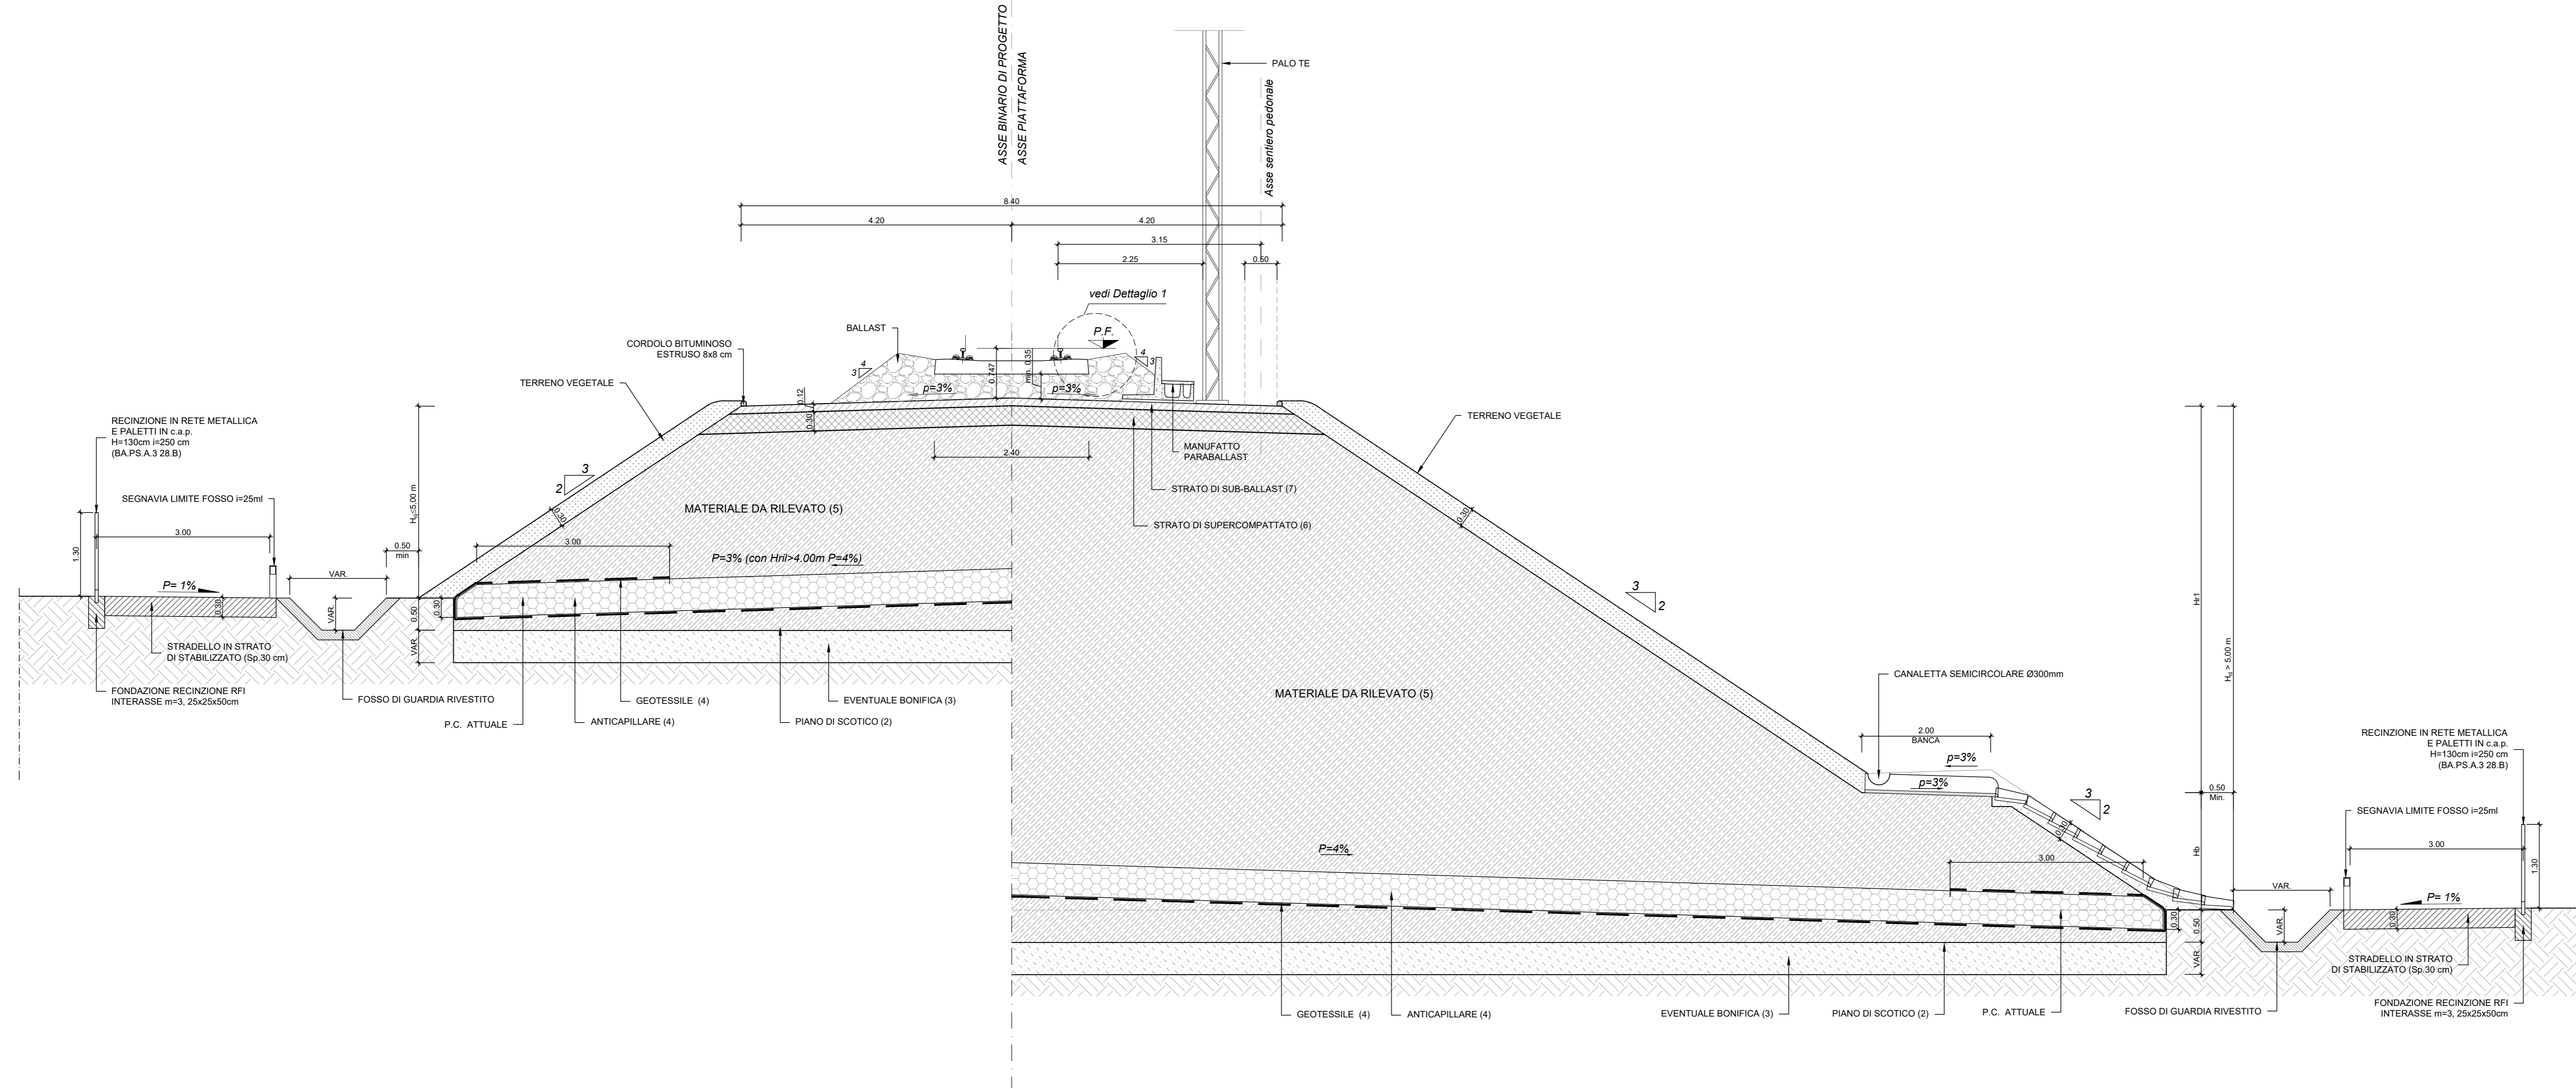 ASSE BINARIO DI PROGETTO
ASSE PIATTAFORMA
PALO TE
Asse sentiero pedonale
8.40
4.20
4.20
3.15
2.25
0.50
vedi Dettaglio 1
P.F.
BALLAST
4
3
4
3
0.747
min. 0.35
p=3%
p=3%
CORDOLO BITUMINOSO
ESTRUSO 8x8 cm
TERRENO VEGETALE
0.12
0.30
2.40
MANUFATTO
PARABALLAST
STRATO DI SUB-BALLAST (7)
STRATO DI SUPERCOMPATTATO (6)
TERRENO VEGETALE
RECINZIONE IN RETE METALLICA
E PALETTI IN c.a.p.
H=130cm i=250 cm
(BA.PS.A.3 28.B)
SEGNAVIA LIMITE FOSSO i=25ml
3.00
1.30
P= 1%
0.30
VAR.
VAR.
0.50
min
≤5.00 m
3
2
0.30
MATERIALE DA RILEVATO (5)
3.00
P=3% (con Hril>4.00m P=4%)
0.30
0.50
VAR.
STRADELLO IN STRATO
DI STABILIZZATO (Sp.30 cm)
FONDAZIONE RECINZIONE RFI
INTERASSE m=3, 25x25x50cm
FOSSO DI GUARDIA RIVESTITO
P.C. ATTUALE
GEOTESSILE (4)
ANTICAPILLARE (4)
EVENTUALE BONIFICA (3)
PIANO DI SCOTICO (2)
0.30
3
2
MATERIALE DA RILEVATO (5)
CANALETTA SEMICIRCOLARE Ø300mm
2.00
BANCA
p=3%
p=3%
3
2
0.30
Hr1
> 5.00 m
0.50
Min.
Hb
P=4%
3.00
0.30
0.50
VAR.
RECINZIONE IN RETE METALLICA
E PALETTI IN c.a.p.
H=130cm i=250 cm
(BA.PS.A.3 28.B)
SEGNAVIA LIMITE FOSSO i=25ml
3.00
1.30
VAR.
VAR.
P= 1%
0.30
STRADELLO IN STRATO
DI STABILIZZATO (Sp.30 cm)
FONDAZIONE RECINZIONE RFI
INTERASSE m=3, 25x25x50cm
GEOTESSILE (4)
ANTICAPILLARE (4)
EVENTUALE BONIFICA (3)
PIANO DI SCOTICO (2)
P.C. ATTUALE
FOSSO DI GUARDIA RIVESTITO